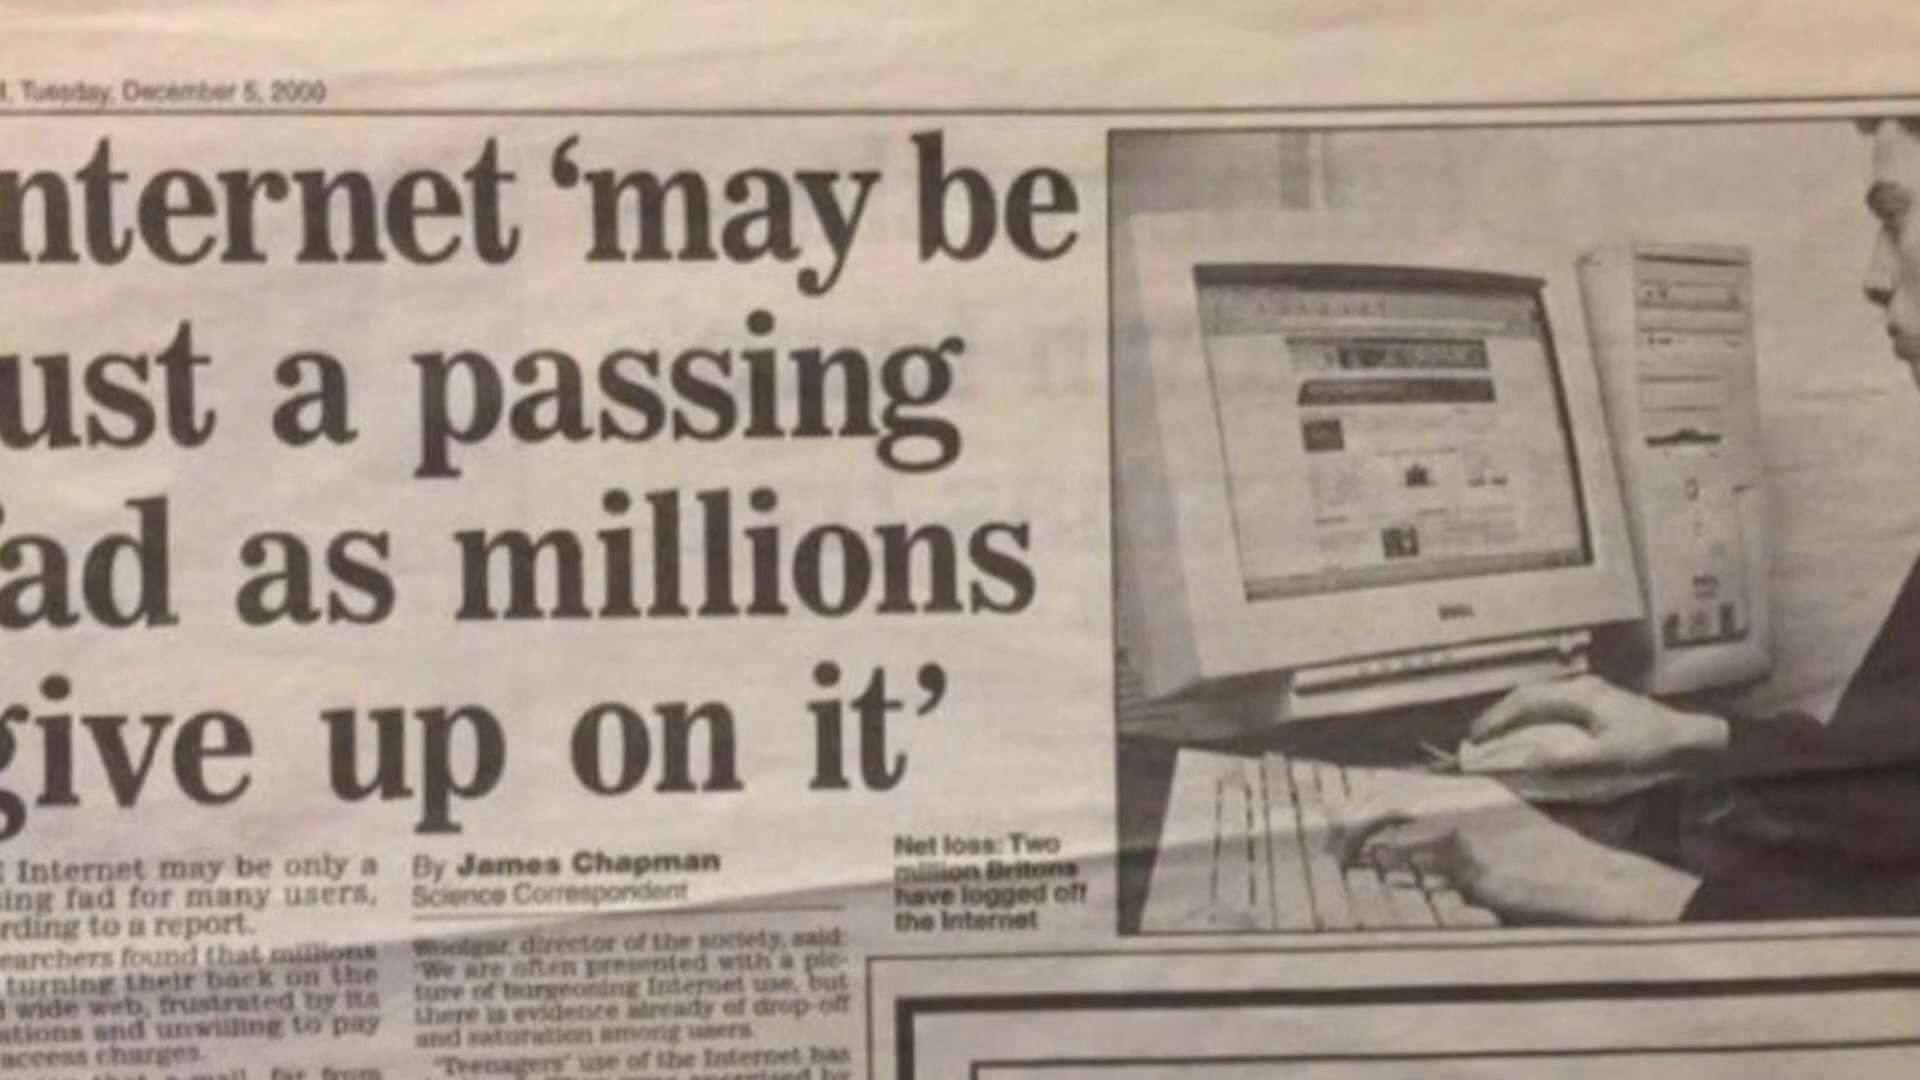 Tuesday, December 5, 2000
nternet ‘may be
ust a passing
ad as millions
give up on it’
Internet may be only a
ing fad for many users,
rding to a report.
earchers found that millions
turning their back on the
wide web, frustrated by its
ations and unwilling to pay
access charges.
By James Chapman
Science Correspondent
Woolgar, director of the society, said:
‘We are often presented with a pic-
ture of burgeoning Internet use, but
there is evidence already of drop-off
and saturation among users.
‘Teenagers’ use of the Internet has
Net loss: Two
million Britons
have logged off
the Internet
DELL